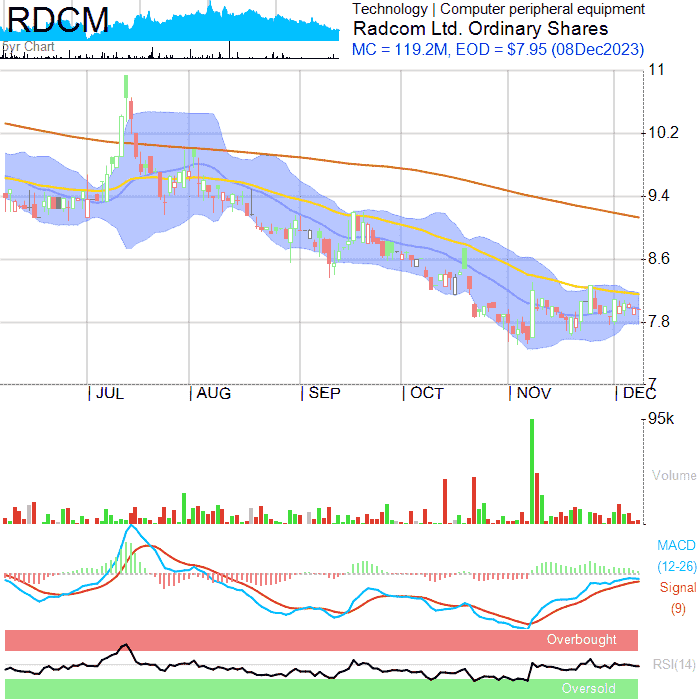 RDCM
5yr Chart
Technology | Computer peripheral equipment
Radcom Ltd. Ordinary Shares
MC = 119.2M, EOD = $7.95 (08Dec2023)
11
10.2
9.4
8.6
7.8
7
JUL AUG SEP OCT NOV DEC
95k
Volume
MACD
(12-26)
Signal
(9)
Overbought
RSI(14)
Oversold